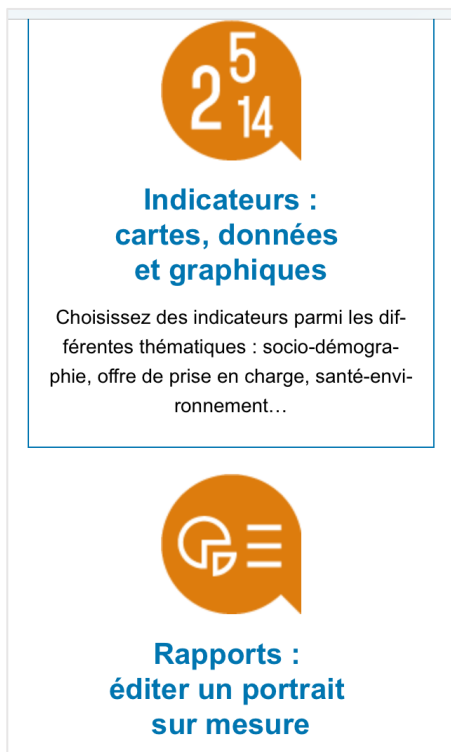 5
2 14
Indicateurs :
cartes, données
et graphiques
Choisissez des indicateurs parmi les dif-
férentes thématiques : socio-démogra-
phie, offre de prise en charge, santé-envi-
ronnement…
Rapports :
éditer un portrait
sur mesure